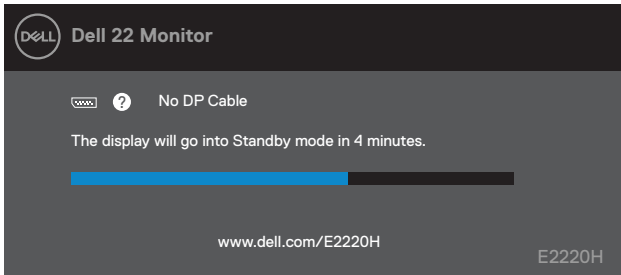 DELL Dell 22 Monitor
? No DP Cable
The display will go into Standby mode in 4 minutes.
www.dell.com/E2220H
E2220H